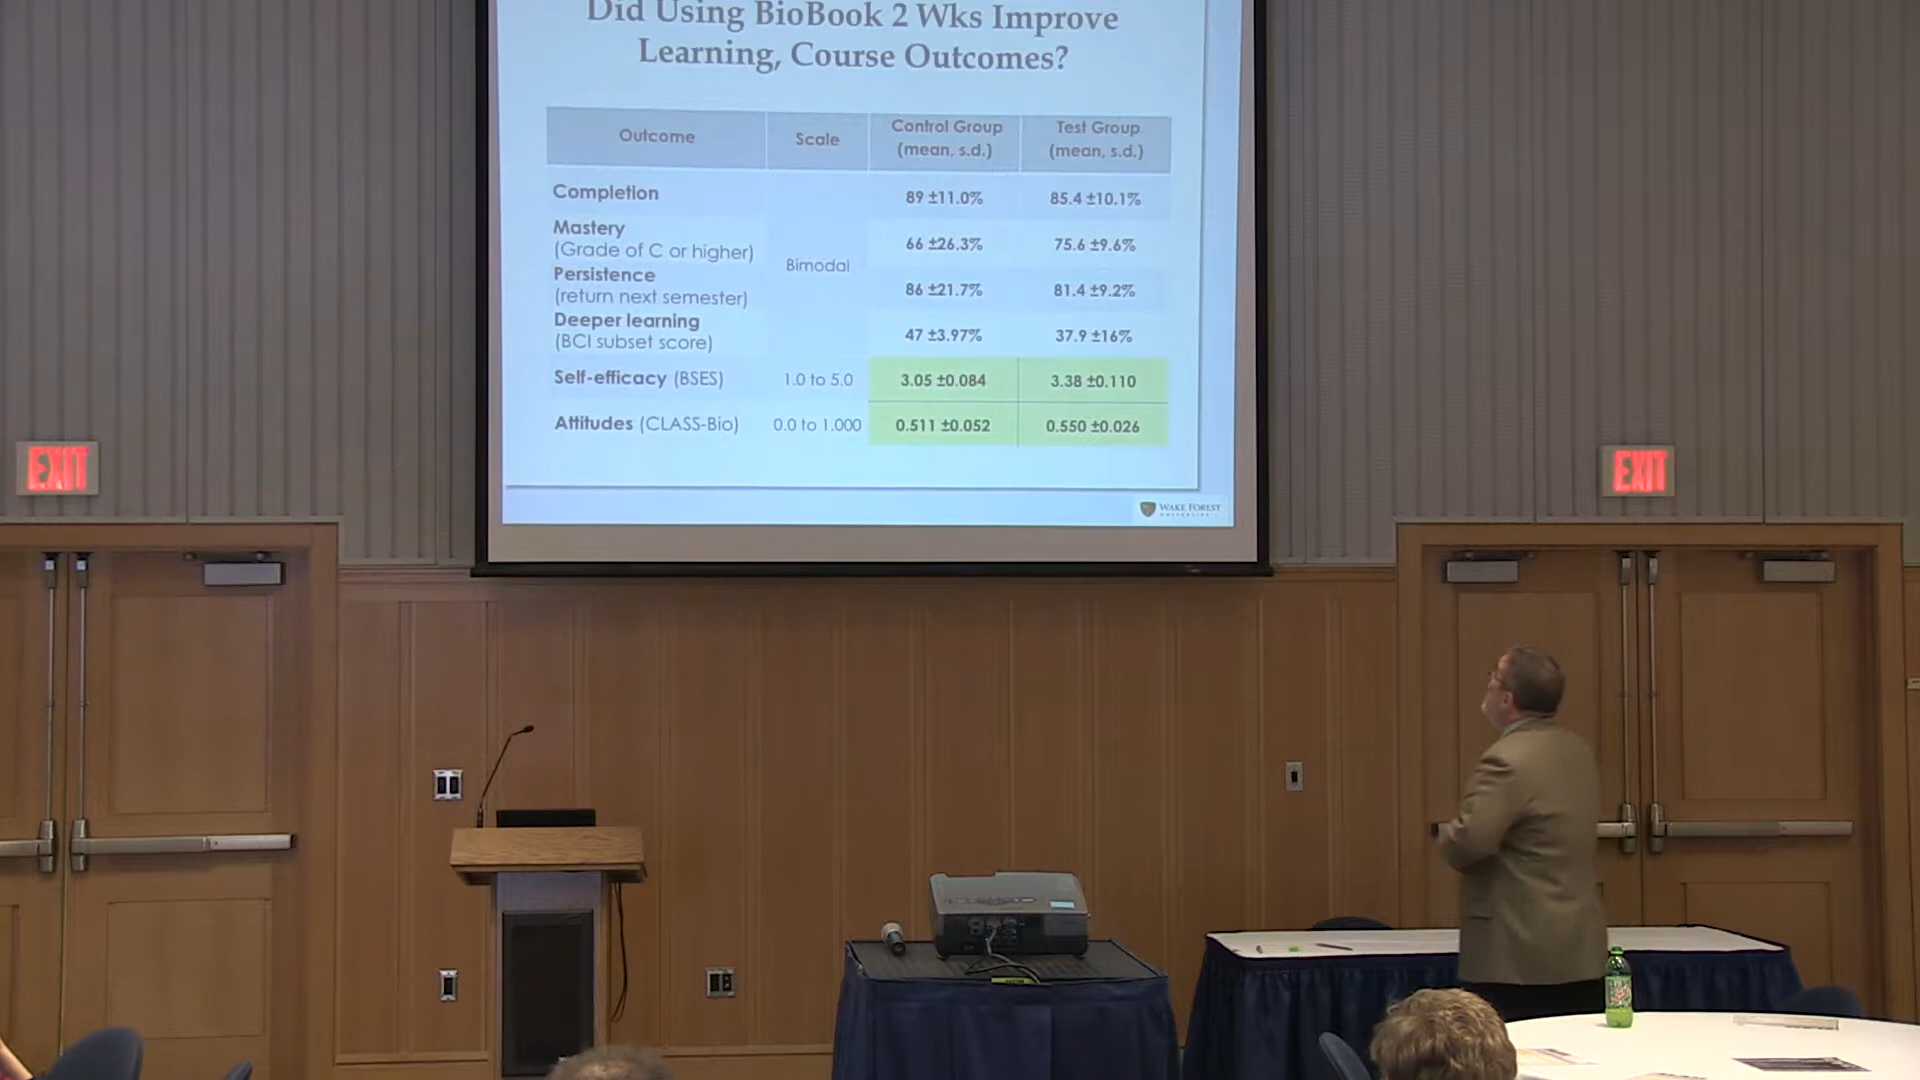 Did Using BioBook 2 Wks Improve
Learning, Course Outcomes?
Outcome
Scale
Control Group
(mean, s.d.)
Test Group
(mean, s.d.)
Completion
89 ±11.0%
85.4 ±10.1%
Mastery
(Grade of C or higher)
66 ±26.3%
75.6 ±9.6%
Bimodal
Persistence
(return next semester)
86 ±21.7%
81.4 ±9.2%
Deeper learning
(BCI subset score)
47 ±3.97%
37.9 ±16%
Self-efficacy (BSES)
1.0 to 5.0
3.05 ±0.084
3.38 ±0.110
Attitudes (CLASS-Bio)
0.0 to 1.000
0.511 ±0.052
0.550 ±0.026
WAKE FOREST
EXIT
EXIT